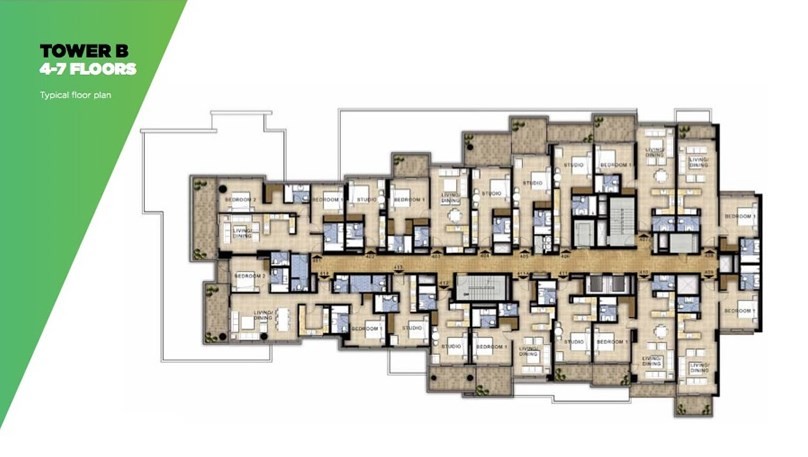 TOWER B
4-7 FLOORS
Typical floor plan
BEDROOM 2
BEDROOM 1
STUDIO
BEDROOM 1
LIVING/
DINING
STUDIO
STUDIO
STUDIO
BEDROOM 1
LIVING/
DINING
LIVING/
DINING
BEDROOM 1
LIVING/
DINING
BEDROOM 2
LIVING/
DINING
BEDROOM 1
STUDIO
STUDIO
BEDROOM 1
LIVING/
DINING
STUDIO
BEDROOM 1
LIVING/
DINING
LIVING/
DINING
BEDROOM 1